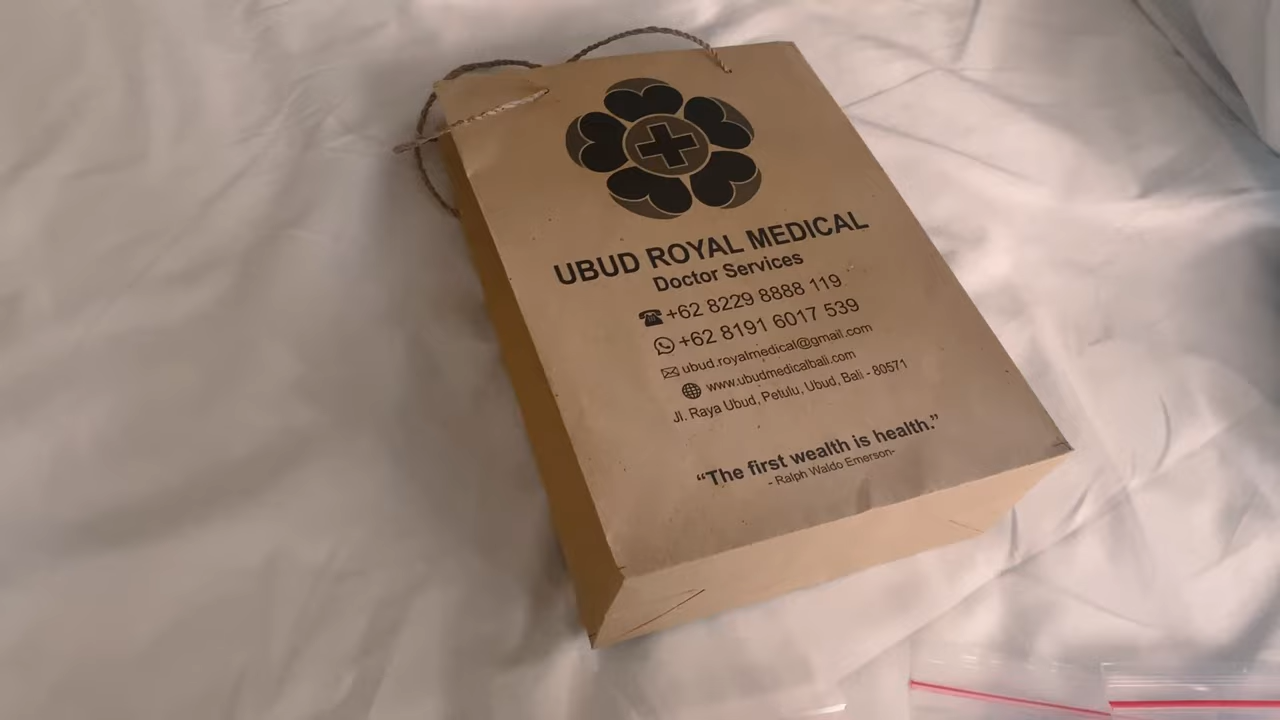 UBUD ROYAL MEDICAL
Doctor Services
+62 8229 8888 119
+62 8191 6017 539
ubud.royalmedical@gmail.com
www.ubudmedicalbali.com
Jl. Raya Ubud, Petulu, Ubud, Bali - 80571
“The first wealth is health.”
- Ralph Waldo Emerson-